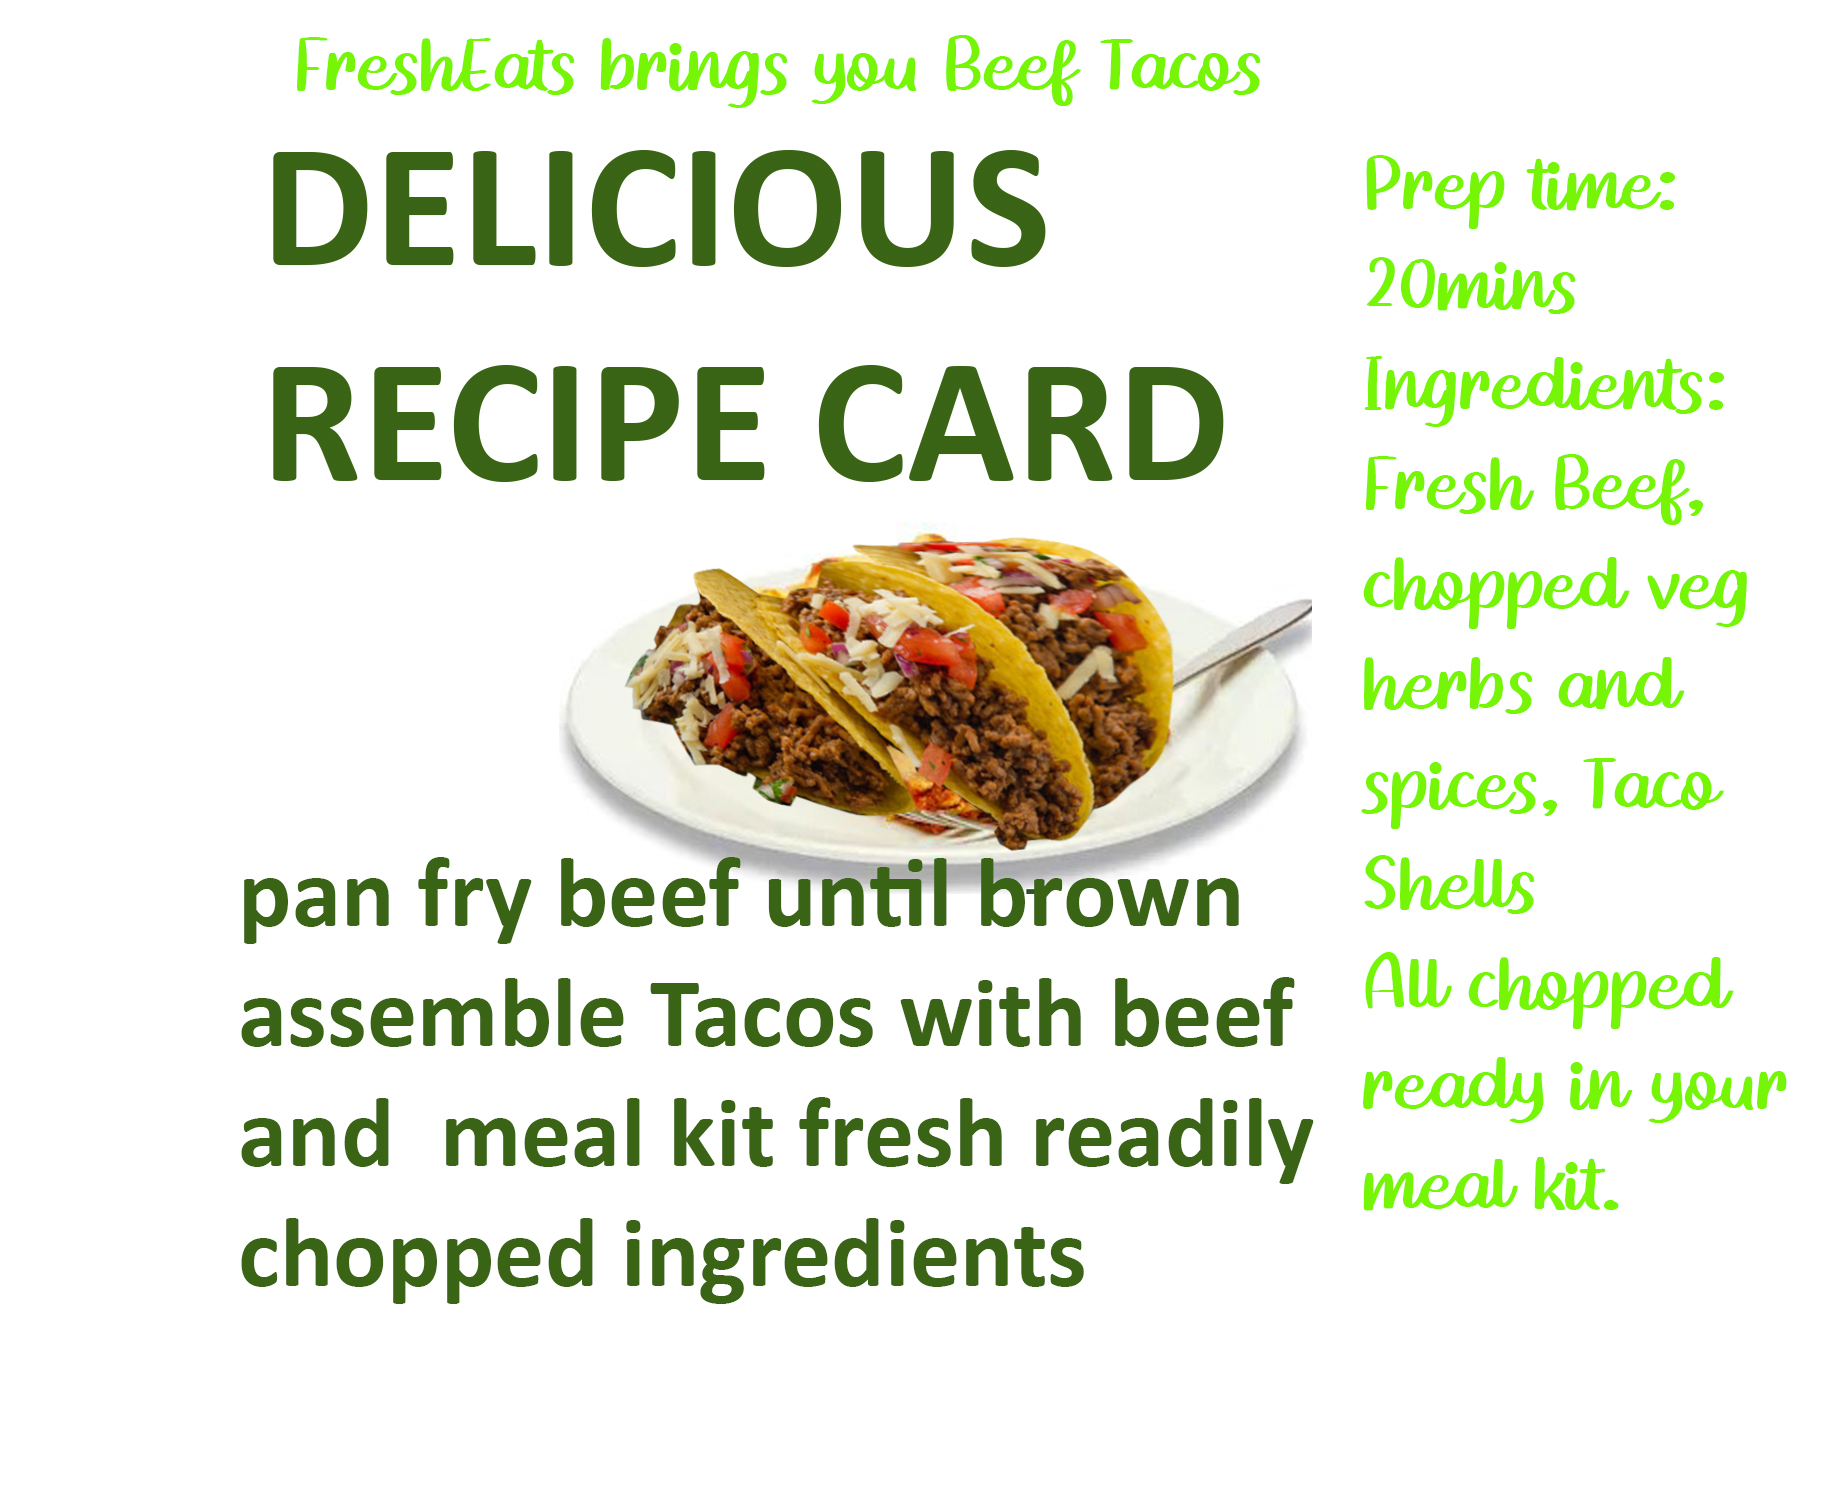 FreshEats brings you Beef Tacos
DELICIOUS
RECIPE CARD
pan fry beef until brown
assemble Tacos with beef
and  meal kit fresh readily
chopped ingredients
Prep time:
20mins
Ingredients:
Fresh Beef,
chopped veg
herbs and
spices, Taco
Shells
All chopped
ready in your
meal kit.